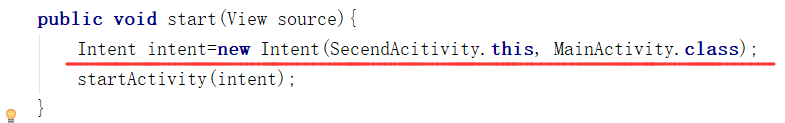 public void start(View source){
Intent intent=new Intent(SecendAcitivity.this, MainActivity.class);
startActivity(intent);
}